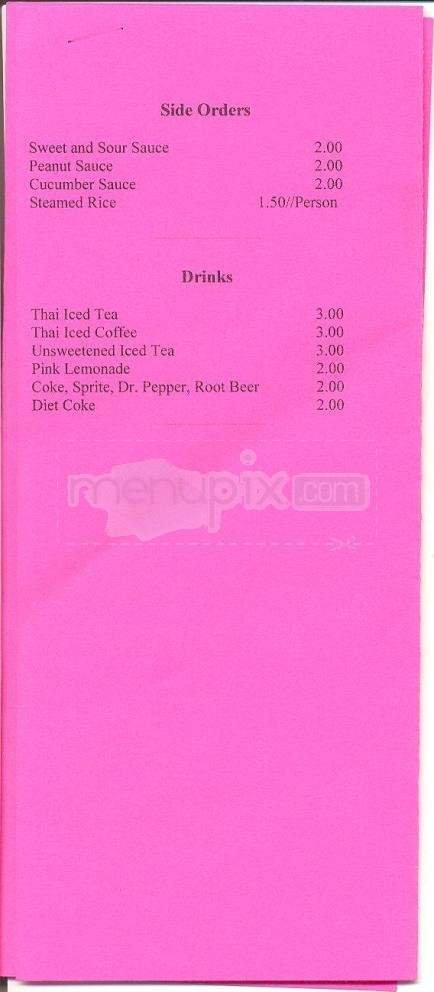 Side Orders
Sweet and Sour Sauce 2.00
Peanut Sauce 2.00
Cucumber Sauce 2.00
Steamed Rice 1.50//Person
Drinks
Thai Iced Tea 3.00
Thai Iced Coffee 3.00
Unsweetened Iced Tea 3.00
Pink Lemonade 2.00
Coke, Sprite, Dr. Pepper, Root Beer 2.00
Diet Coke 2.00
menupix.com